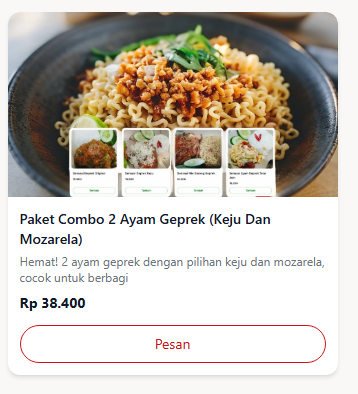 Paket Combo 2 Ayam Geprek (Keju Dan
Mozarela)
Hemat! 2 ayam geprek dengan pilihan keju dan mozarela,
cocok untuk berbagi
Rp 38.400
Pesan